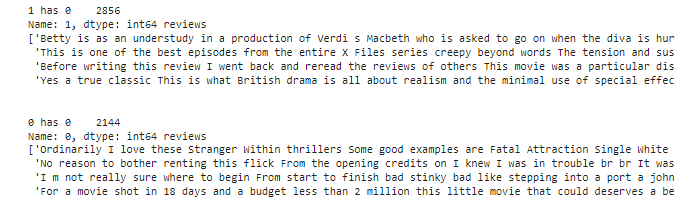 1 has 0    2856
Name: 1, dtype: int64 reviews
['Betty is as an understudy in a production of Verdi s Macbeth who is asked to go on when the diva is hur
'This is one of the best episodes from the entire X Files series creepy beyond words The tension and sus
'Before writing this review I went back and reread the reviews of others This movie was a particular dis
'Yes a true classic This is what British drama is all about realism and the minimal use of special effec
0 has 0    2144
Name: 0, dtype: int64 reviews
['Ordinarily I love these Stranger Within thrillers Some good examples are Fatal Attraction Single White
'No reason to bother renting this flick From the opening credits on I knew I was in trouble br br It was
'I m not really sure where to begin From start to finish bad stinky bad like stepping into a port a john
'For a movie shot in 18 days and a budget less than 2 million this little movie that could deserves a be